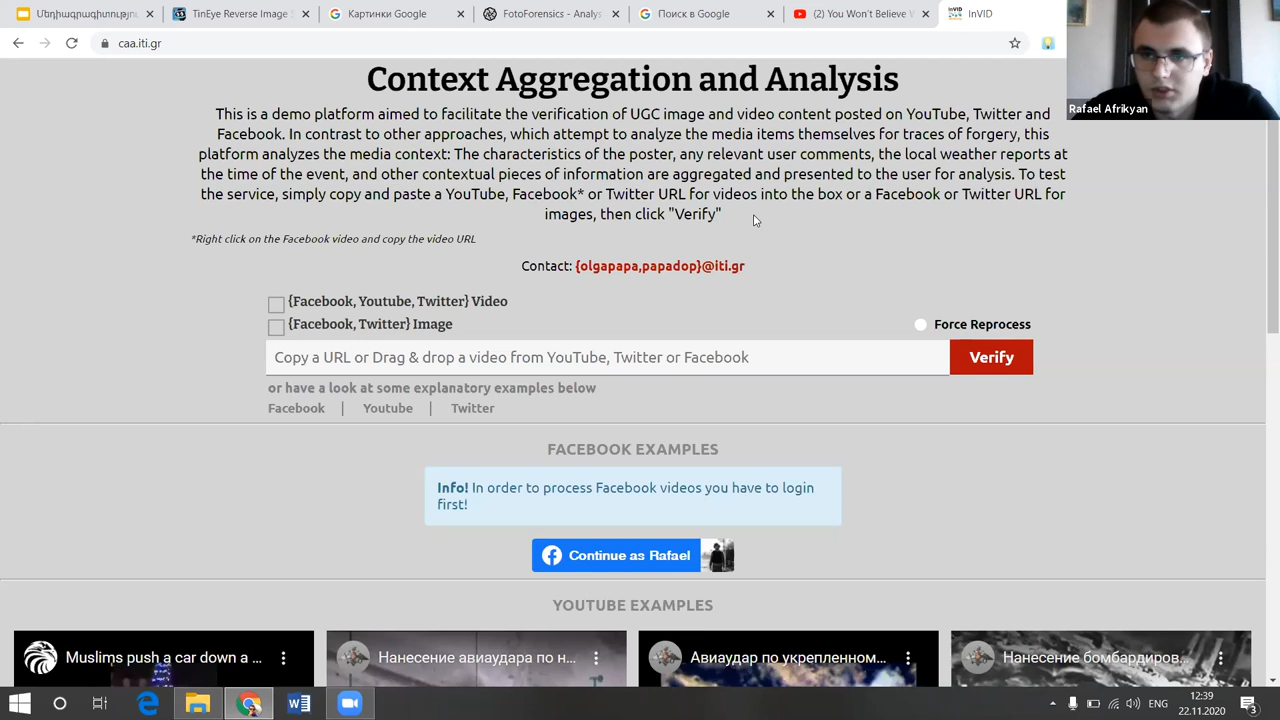 Մեդիագրագիտությու
TinEye Reverse Image S
Картинки Google
FotoForensics - Analys
Поиск в Google
(2) You Won't Believe W
InVID
caa.iti.gr
Rafael Afrikyan
Context Aggregation and Analysis
This is a demo platform aimed to facilitate the verification of UGC image and video content posted on YouTube, Twitter and
Facebook. In contrast to other approaches, which attempt to analyze the media items themselves for traces of forgery, this
platform analyzes the media context: The characteristics of the poster, any relevant user comments, the local weather reports at
the time of the event, and other contextual pieces of information are aggregated and presented to the user for analysis. To test
the service, simply copy and paste a YouTube, Facebook* or Twitter URL for videos into the box or a Facebook or Twitter URL for
images, then click "Verify"
*Right click on the Facebook video and copy the video URL
Contact: {olgapapa,papadop}@iti.gr
{Facebook, Youtube, Twitter} Video
{Facebook, Twitter} Image
Force Reprocess
Copy a URL or Drag & drop a video from YouTube, Twitter or Facebook
Verify
or have a look at some explanatory examples below
Facebook | Youtube | Twitter
FACEBOOK EXAMPLES
Info! In order to process Facebook videos you have to login
first!
Continue as Rafael
YOUTUBE EXAMPLES
Muslims push a car down a ...
Нанесение авиаудара по н...
Авиаудар по укрепленном...
Нанесение бомбардиров...
ENG
12:39
22.11.2020
3